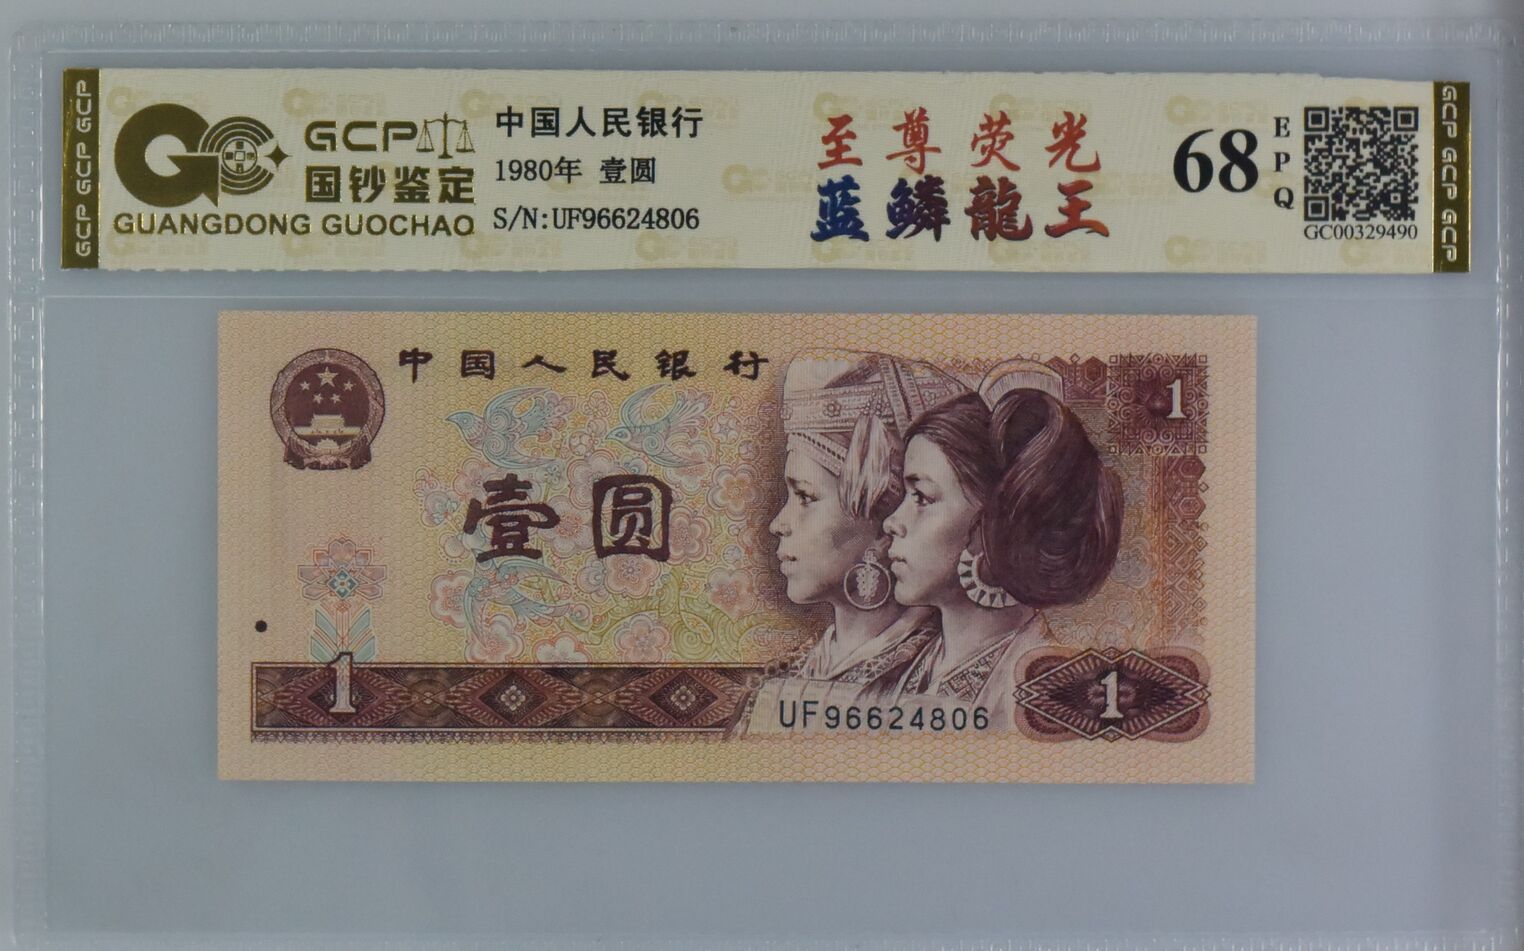 GCP GCP GCP
GCP
国钞鉴定
GUANGDONG GUOCHAO
中国人民银行
1980年 壹圆
S/N:UF96624806
至尊荧光
蓝鳞龍王
68
EPQ
GC00329490
GCP GCP GCP
中国人民银行
1
壹圆
1
UF96624806
1